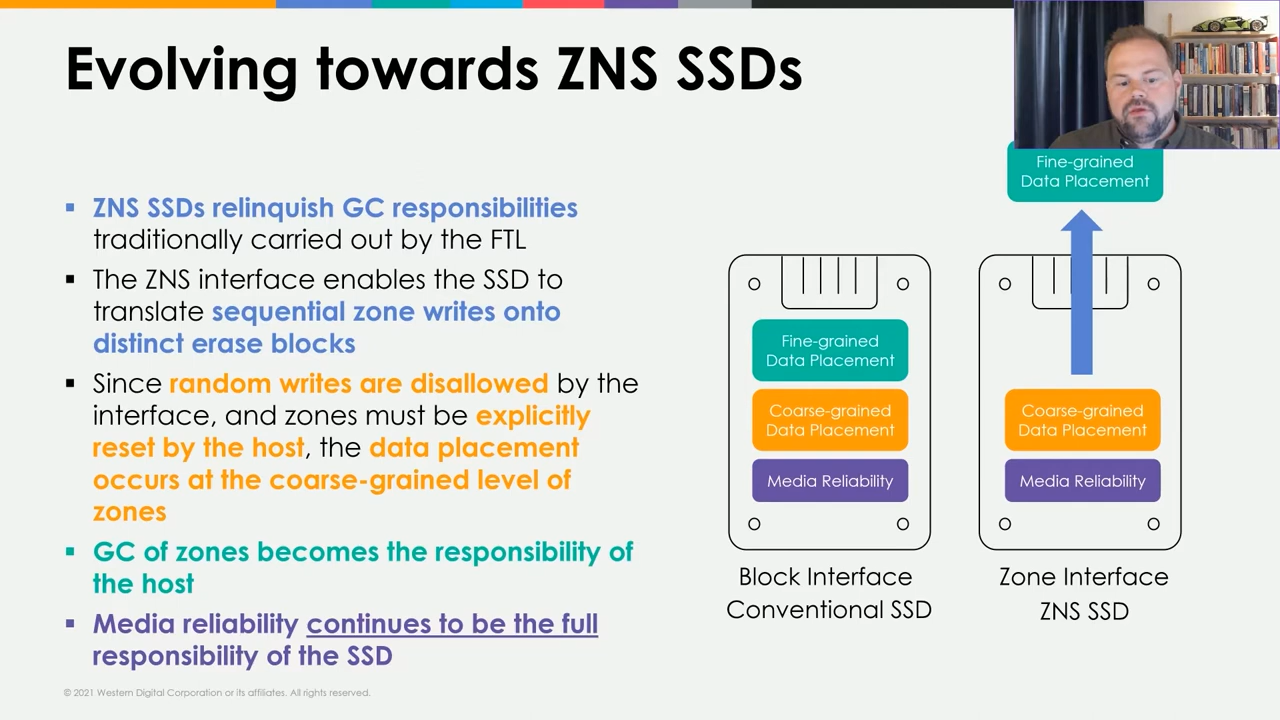 Evolving towards ZNS SSDs
ZNS SSDs relinquish GC responsibilities
traditionally carried out by the FTL
The ZNS interface enables the SSD to
translate sequential zone writes onto
distinct erase blocks
Since random writes are disallowed by the
interface, and zones must be explicitly
reset by the host, the data placement
occurs at the coarse-grained level of
zones
GC of zones becomes the responsibility of
the host
Media reliability continues to be the full
responsibility of the SSD
Fine-grained
Data Placement
Coarse-grained
Data Placement
Media Reliability
Block Interface
Conventional SSD
Fine-grained
Data Placement
Coarse-grained
Data Placement
Media Reliability
Zone Interface
ZNS SSD
© 2021 Western Digital Corporation or its affiliates. All rights reserved.